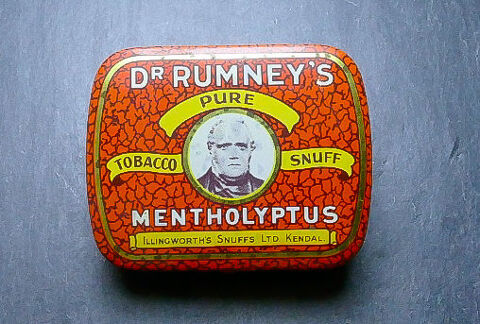 DR RUMNEY'S
PURE
TOBACCO SNUFF
MENTHOLYPTUS
ILLINGWORTH'S SNUFFS LTD KENDAL.